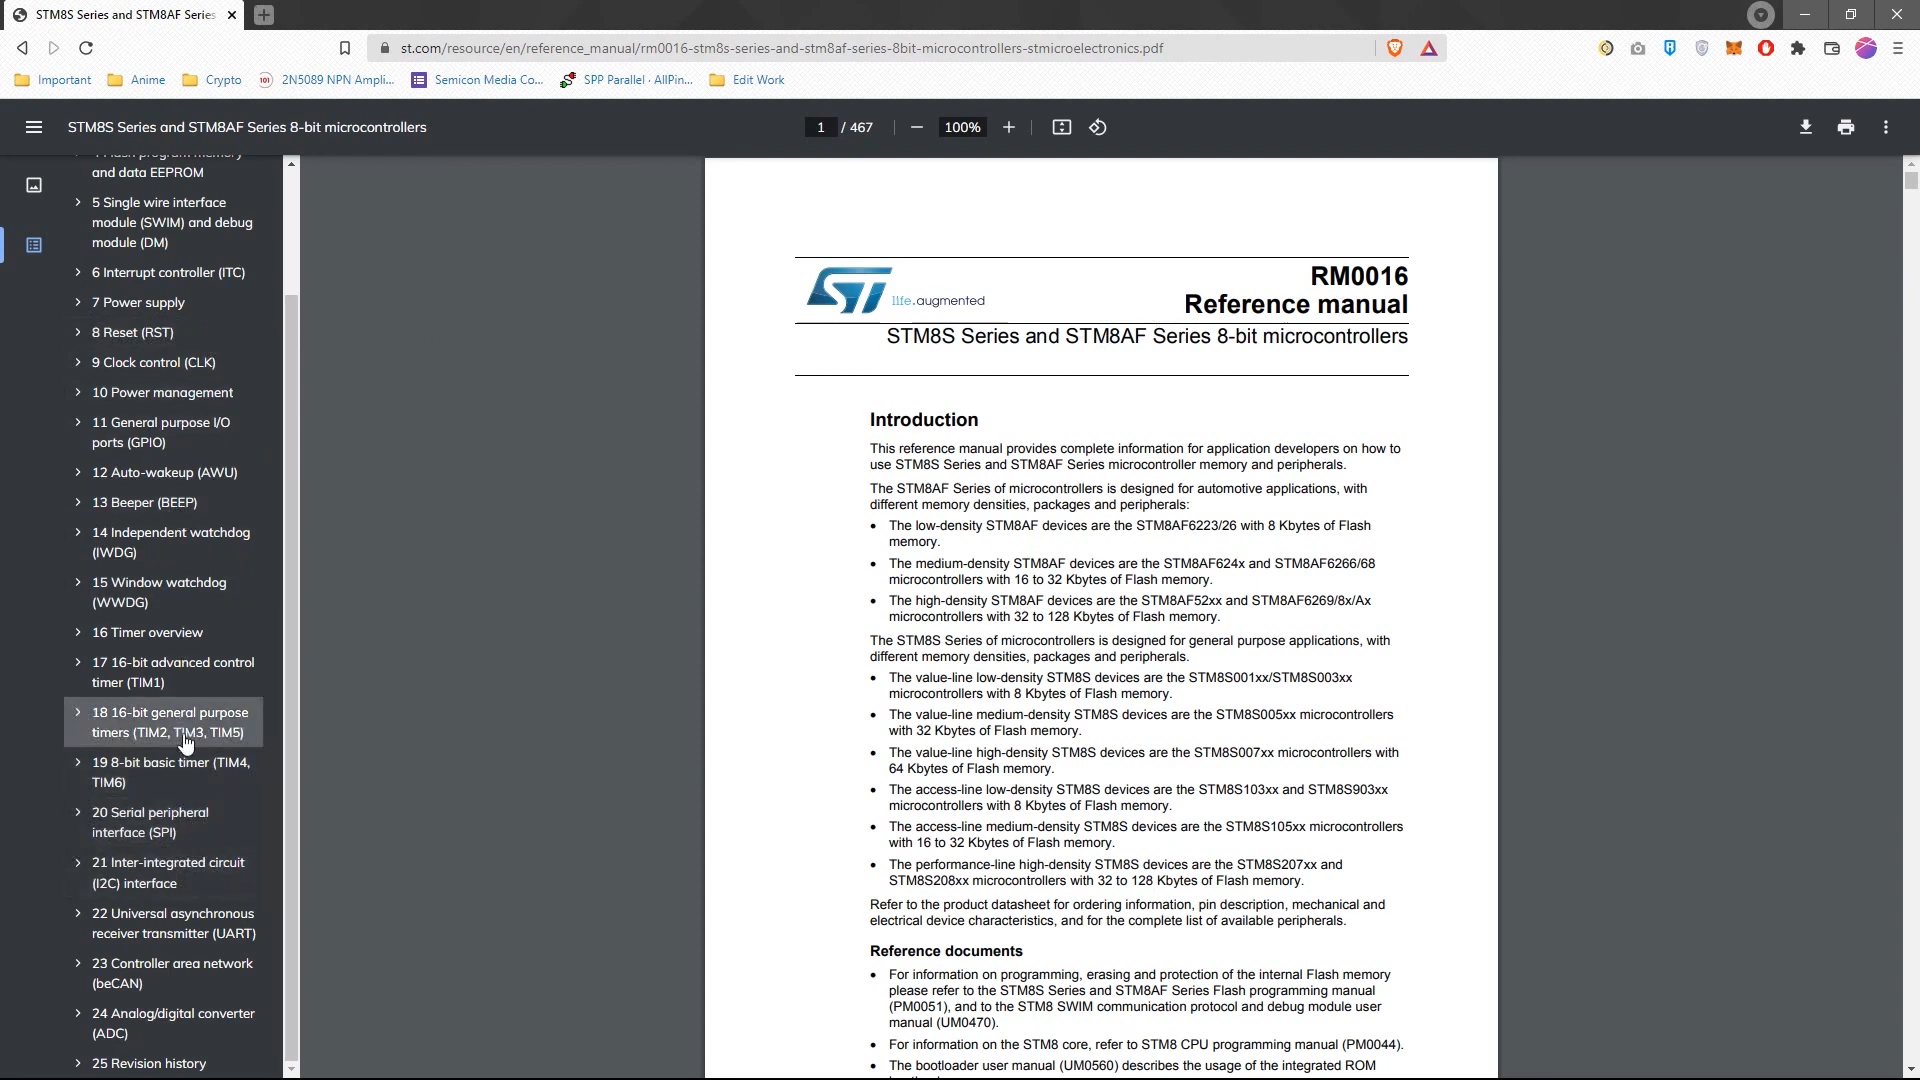 STM8S Series and STM8AF Series
st.com/resource/en/reference_manual/rm0016-stm8s-series-and-stm8af-series-8bit-microcontrollers-stmicroelectronics.pdf
Important
Anime
Crypto
2N5089 NPN Ampli...
Semicon Media Co...
SPP Parallel · AllPin...
Edit Work
STM8S Series and STM8AF Series 8-bit microcontrollers
1 / 467
100%
and data EEPROM
5 Single wire interface
module (SWIM) and debug
module (DM)
6 Interrupt controller (ITC)
7 Power supply
8 Reset (RST)
9 Clock control (CLK)
10 Power management
11 General purpose I/O
ports (GPIO)
12 Auto-wakeup (AWU)
13 Beeper (BEEP)
14 Independent watchdog
(IWDG)
15 Window watchdog
(WWDG)
16 Timer overview
17 16-bit advanced control
timer (TIM1)
18 16-bit general purpose
timers (TIM2, TIM3, TIM5)
19 8-bit basic timer (TIM4,
TIM6)
20 Serial peripheral
interface (SPI)
21 Inter-integrated circuit
(I2C) interface
22 Universal asynchronous
receiver transmitter (UART)
23 Controller area network
(beCAN)
24 Analog/digital converter
(ADC)
25 Revision history
ST
life.augmented
RM0016
Reference manual
STM8S Series and STM8AF Series 8-bit microcontrollers
Introduction
This reference manual provides complete information for application developers on how to
use STM8S Series and STM8AF Series microcontroller memory and peripherals.
The STM8AF Series of microcontrollers is designed for automotive applications, with
different memory densities, packages and peripherals:
• The low-density STM8AF devices are the STM8AF6223/26 with 8 Kbytes of Flash
memory.
• The medium-density STM8AF devices are the STM8AF624x and STM8AF6266/68
microcontrollers with 16 to 32 Kbytes of Flash memory.
• The high-density STM8AF devices are the STM8AF52xx and STM8AF6269/8x/Ax
microcontrollers with 32 to 128 Kbytes of Flash memory.
The STM8S Series of microcontrollers is designed for general purpose applications, with
different memory densities, packages and peripherals.
• The value-line low-density STM8S devices are the STM8S001xx/STM8S003xx
microcontrollers with 8 Kbytes of Flash memory.
• The value-line medium-density STM8S devices are the STM8S005xx microcontrollers
with 32 Kbytes of Flash memory.
• The value-line high-density STM8S devices are the STM8S007xx microcontrollers with
64 Kbytes of Flash memory.
• The access-line low-density STM8S devices are the STM8S103xx and STM8S903xx
microcontrollers with 8 Kbytes of Flash memory.
• The access-line medium-density STM8S devices are the STM8S105xx microcontrollers
with 16 to 32 Kbytes of Flash memory.
• The performance-line high-density STM8S devices are the STM8S207xx and
STM8S208xx microcontrollers with 32 to 128 Kbytes of Flash memory.
Refer to the product datasheet for ordering information, pin description, mechanical and
electrical device characteristics, and for the complete list of available peripherals.
Reference documents
• For information on programming, erasing and protection of the internal Flash memory
please refer to the STM8S Series and STM8AF Series Flash programming manual
(PM0051), and to the STM8 SWIM communication protocol and debug module user
manual (UM0470).
• For information on the STM8 core, refer to STM8 CPU programming manual (PM0044).
• The bootloader user manual (UM0560) describes the usage of the integrated ROM